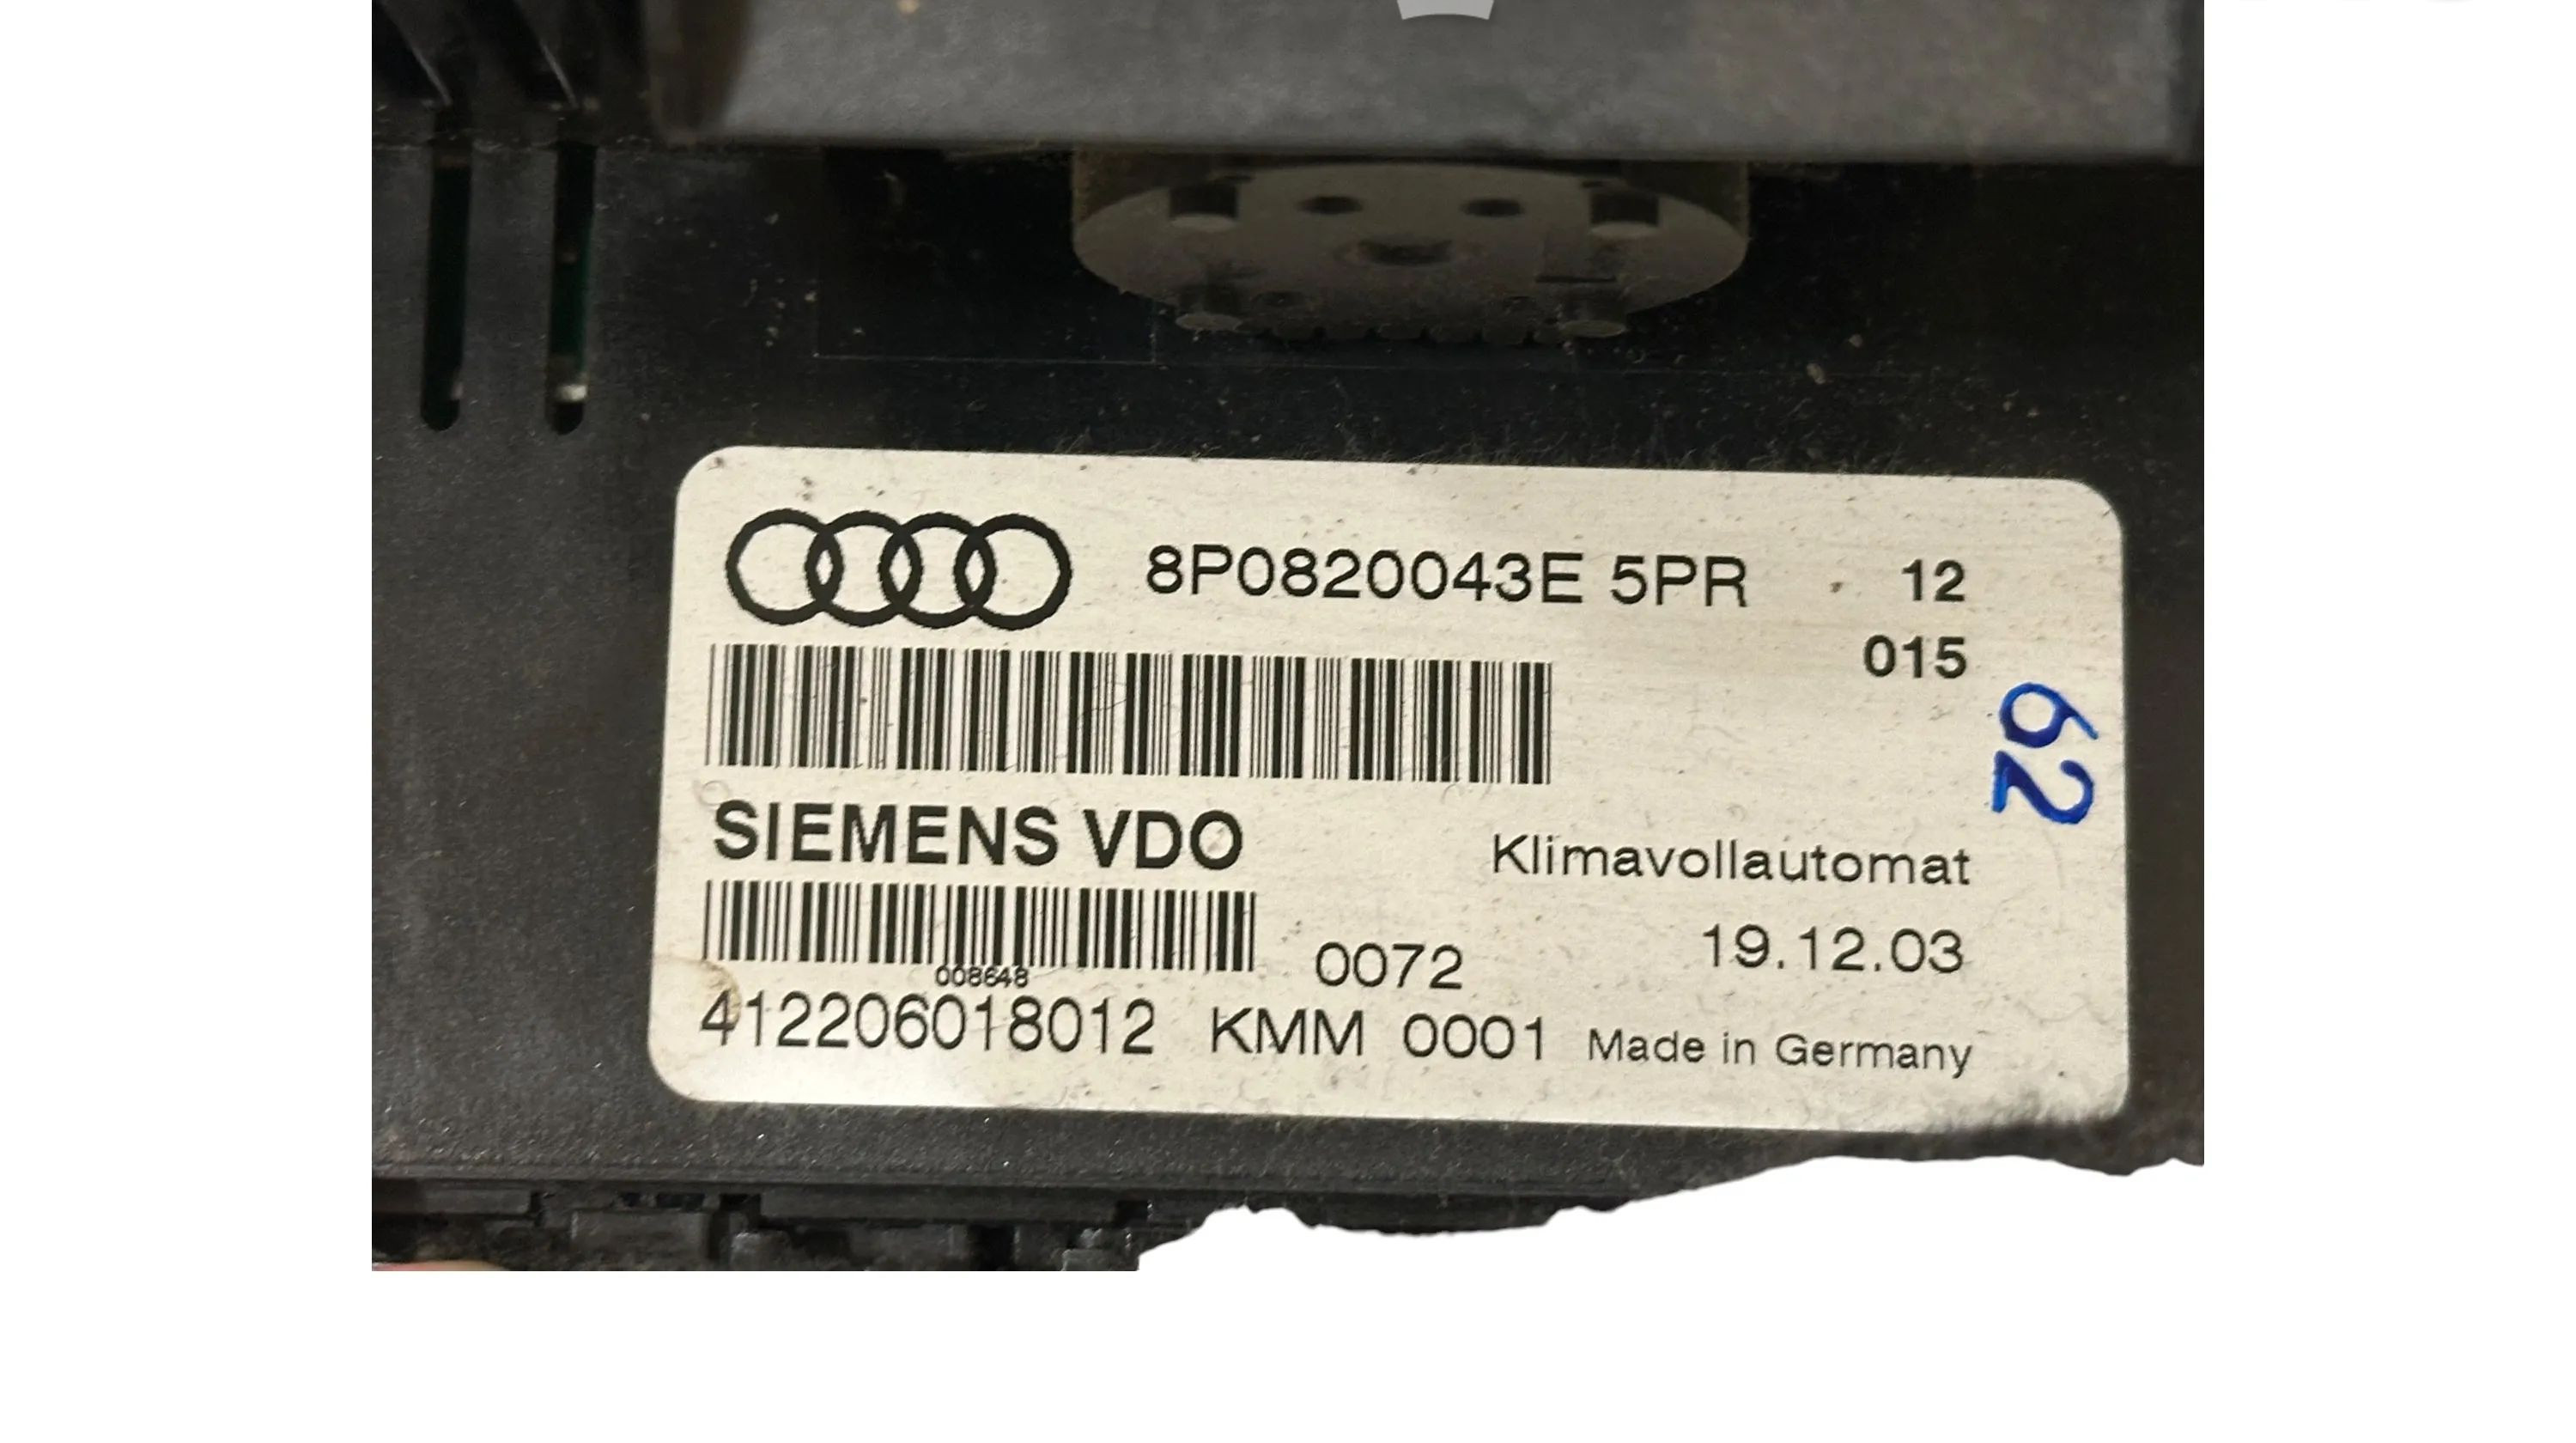 8P0820043E 5PR 12
015
62
SIEMENS VDO
Klimavollautomat
19.12.03
008648
0072
412206018012 KMM 0001 Made in Germany